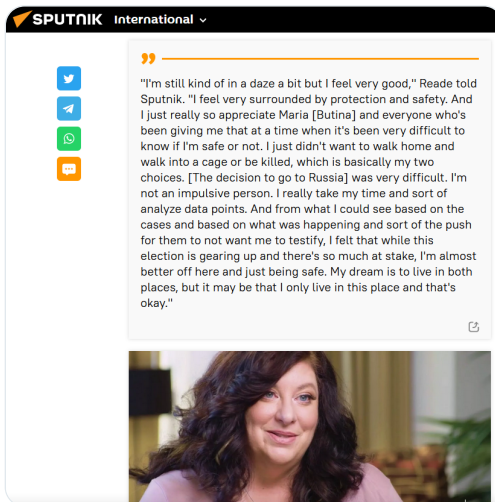 SPUTNIK International
"I'm still kind of in a daze a bit but I feel very good," Reade told
Sputnik. "I feel very surrounded by protection and safety. And
I just really so appreciate Maria [Butina] and everyone who's
been giving me that at a time when it's been very difficult to
know if I'm safe or not. I just didn't want to walk home and
walk into a cage or be killed, which is basically my two
choices. [The decision to go to Russia] was very difficult. I'm
not an impulsive person. I really take my time and sort of
analyze data points. And from what I could see based on the
cases and based on what was happening and sort of the push
for them to not want me to testify, I felt that while this
election is gearing up and there's so much at stake, I'm almost
better off here and just being safe. My dream is to live in both
places, but it may be that I only live in this place and that's
okay."